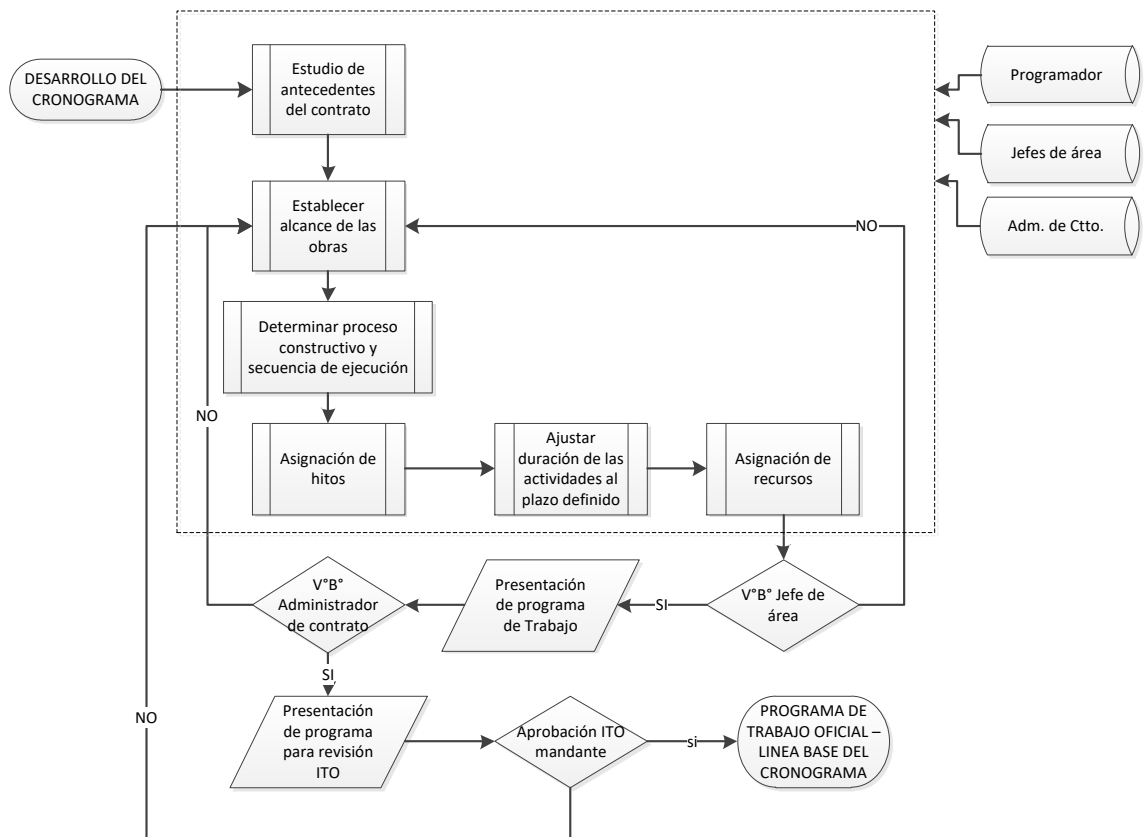 DESARROLLO DEL
CRONOGRAMA
Estudio de
antecedentes
del contrato
Programador
Jefes de área
Adm. de Ctto.
Establecer
alcance de las
obras
NO
Determinar proceso
constructivo y
secuencia de ejecución
NO
Asignación de
hitos
Ajustar
duración de las
actividades al
plazo definido
Asignación de
recursos
V°B° Jefe de
área
SI
Presentación
de programa
de Trabajo
V°B°
Administrador
de contrato
SI
NO
Presentación
de programa
para revisión
ITO
Aprobación ITO
mandante
si
PROGRAMA DE
TRABAJO OFICIAL –
LINEA BASE DEL
CRONOGRAMA